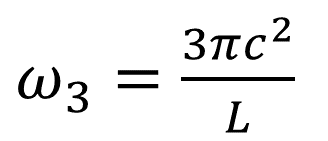 ω₃ = 3πc² / L